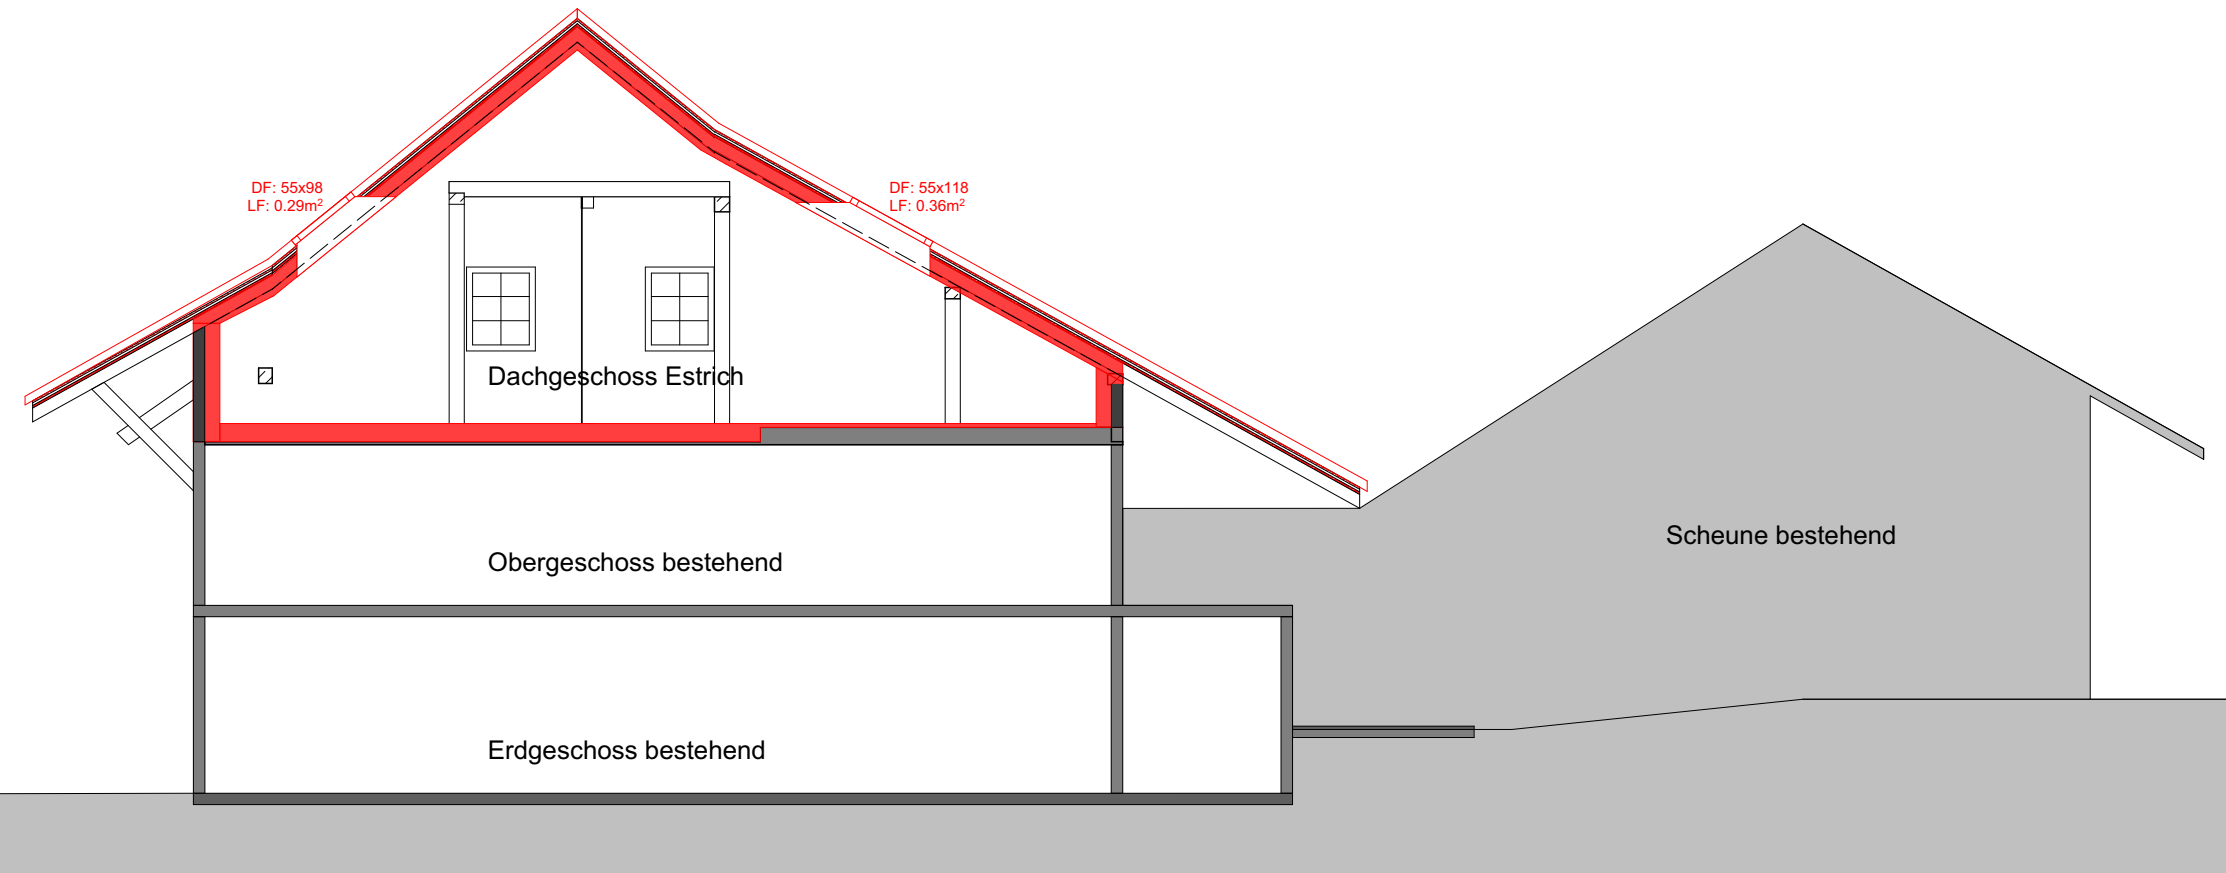 DF: 55x98
LF: 0.29m²
DF: 55x118
LF: 0.36m²
Dachgeschoss Estrich
Scheune bestehend
Obergeschoss bestehend
Erdgeschoss bestehend